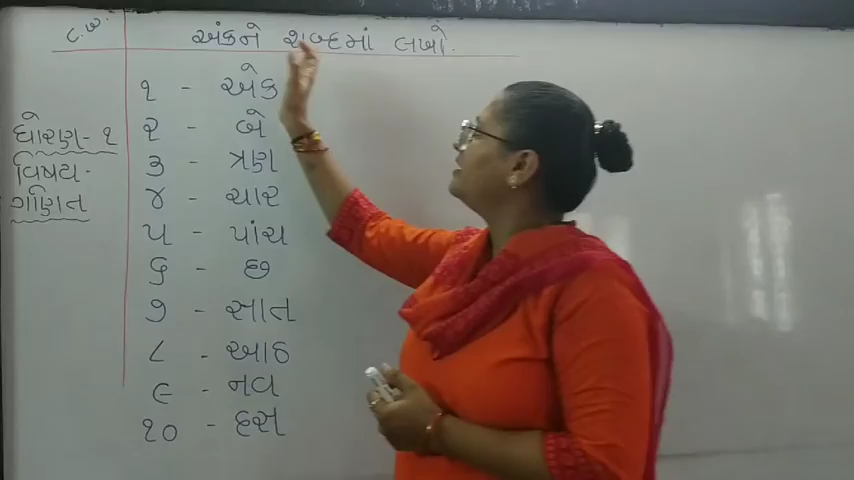 c.w.
અંકને શબ્દમાં લખો.
ધોરણ - ૧
વિષય -
ગણિત
૧ - એક
૨ - બે
૩ - ત્રણ
૪ - ચાર
૫ - પાંચ
૬ - છ
૭ - સાત
૮ - આઠ
૯ - નવ
૧૦ - દસ